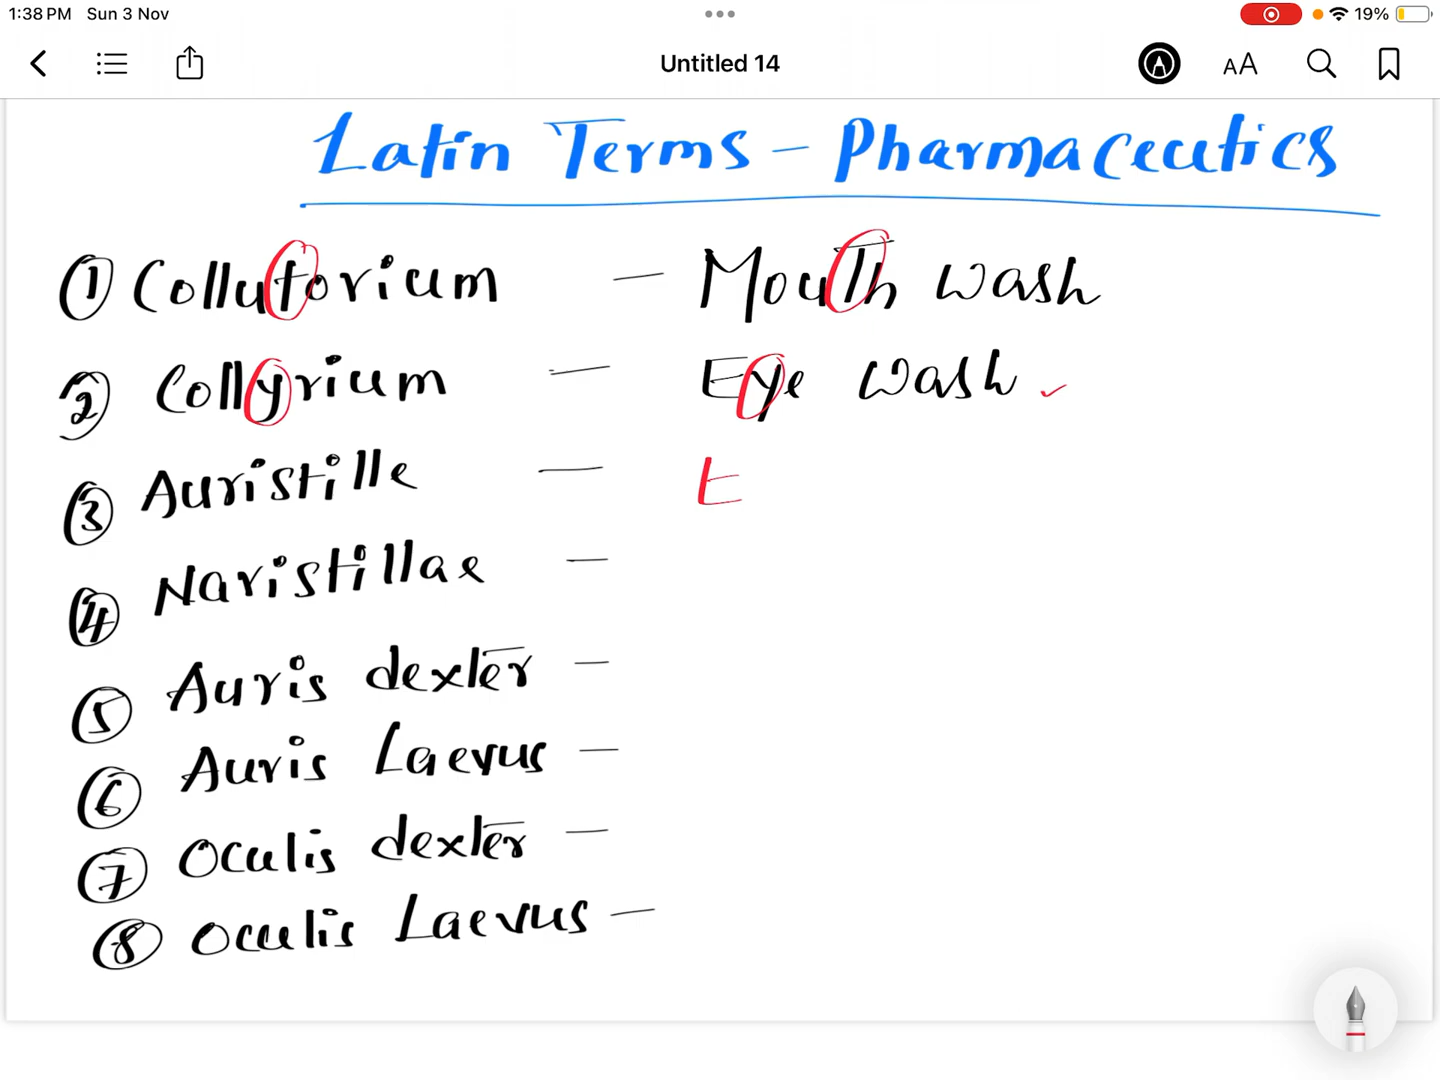 1:38 PM Sun 3 Nov
19%
Untitled 14
AA
Latin Terms - Pharmaceutics
① Collutorium — Mouth wash
② Collyrium — Eye wash
③ Auristille — E
④ Naristillae —
⑤ Auris dexter —
⑥ Auris Laevus —
⑦ Oculis dexter —
⑧ Oculis Laevus —